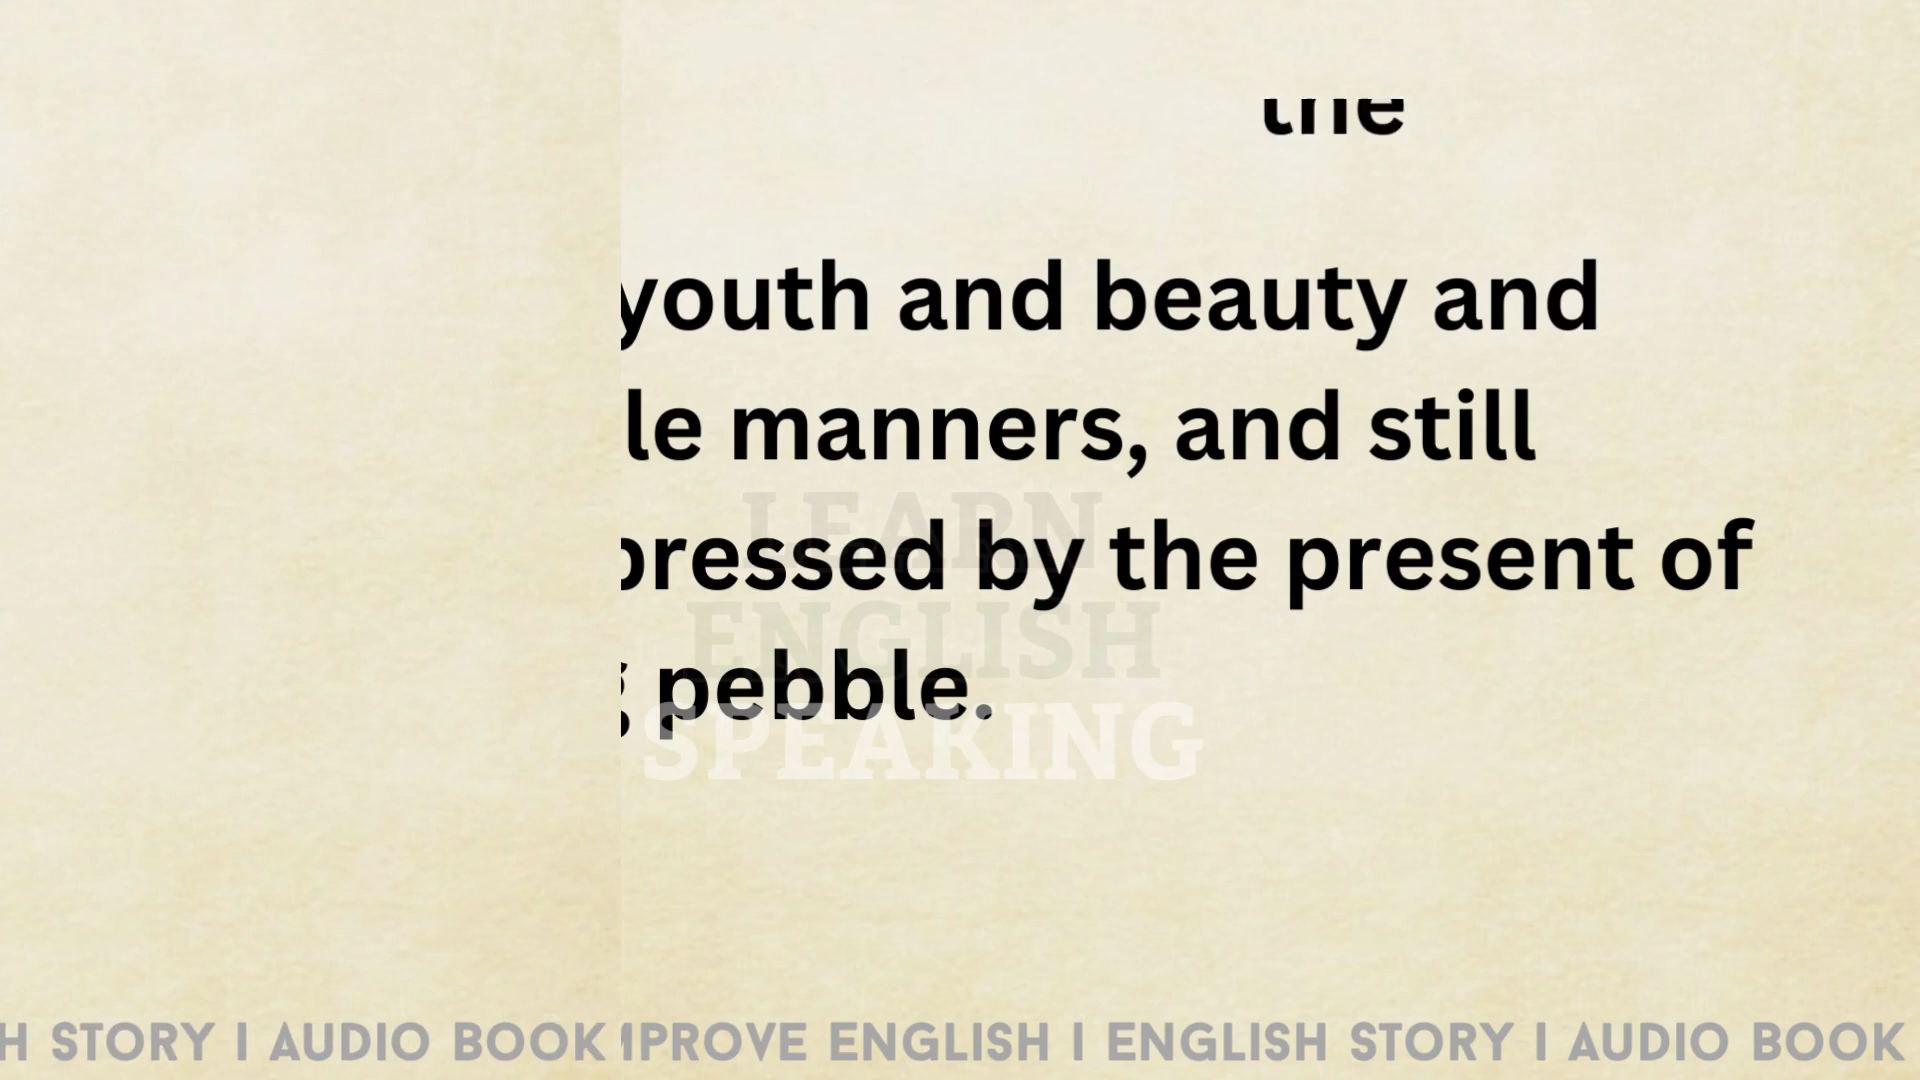 the
youth and beauty and
le manners, and still
pressed by the present of
pebble.
LEARN
ENGLISH
SPEAKING
H STORY I AUDIO BOOK IPROVE ENGLISH I ENGLISH STORY I AUDIO BOOK